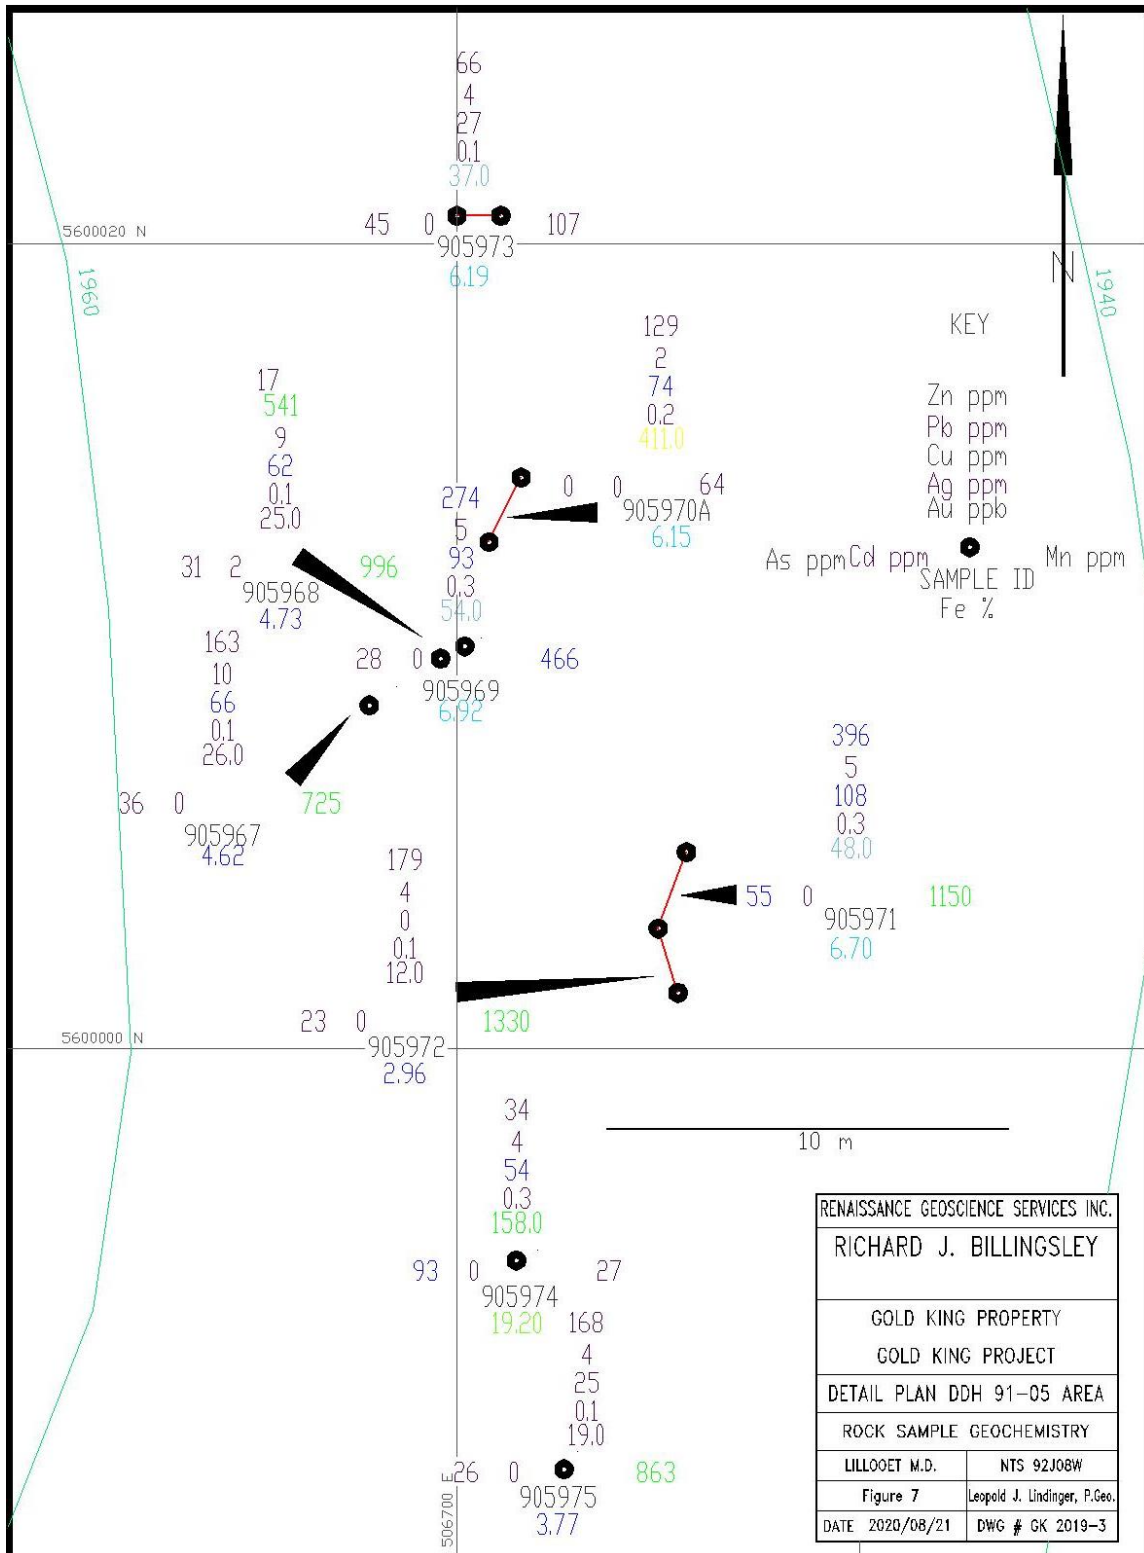 66
4
27
0.1
37.0
45 0 107
5600020 N
905973
6.19
1960
1940
N
KEY
Zn ppm
Pb ppm
Cu ppm
Ag ppm
Au ppb
As ppm Cd ppm Mn ppm
SAMPLE ID
Fe %
129
2
74
0.2
411.0
0 0 64
905970A
6.15
17
541
9
62
0.1
25.0
31 2 996
905968
4.73
274
5
93
0.3
54.0
28 0 466
905969
6.92
163
10
66
0.1
26.0
36 0 725
905967
4.62
396
5
108
0.3
48.0
55 0 1150
905971
6.70
179
4
0
0.1
12.0
23 0 1330
5600000 N
905972
2.96
10 m
34
4
54
0.3
158.0
93 0 27
905974
19.20
168
4
25
0.1
19.0
26 0 863
905975
3.77
506700 E
RENAISSANCE GEOSCIENCE SERVICES INC.
RICHARD J. BILLINGSLEY
GOLD KING PROPERTY
GOLD KING PROJECT
DETAIL PLAN DDH 91-05 AREA
ROCK SAMPLE GEOCHEMISTRY
LILLOOET M.D. NTS 92J08W
Figure 7 Leopold J. Lindinger, P.Geo.
DATE 2020/08/21 DWG # GK 2019-3